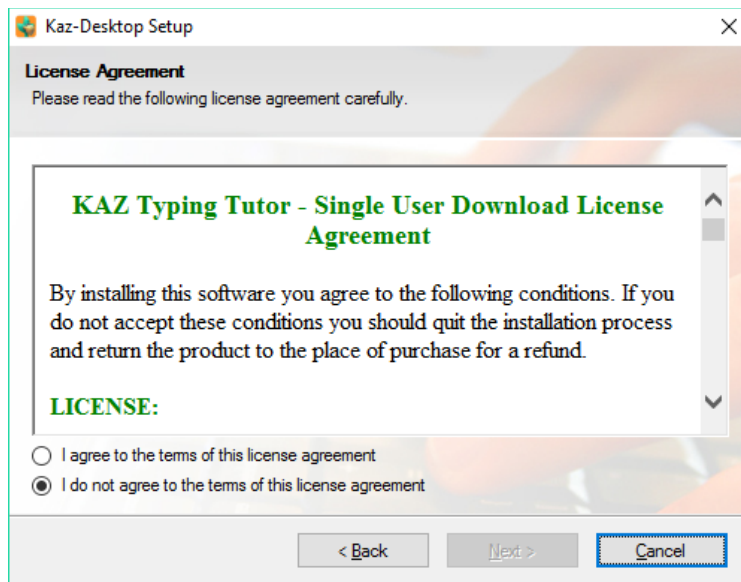 Kaz-Desktop Setup
License Agreement
Please read the following license agreement carefully.
KAZ Typing Tutor - Single User Download License
Agreement
By installing this software you agree to the following conditions. If you
do not accept these conditions you should quit the installation process
and return the product to the place of purchase for a refund.
LICENSE:
I agree to the terms of this license agreement
I do not agree to the terms of this license agreement
< Back
Next >
Cancel